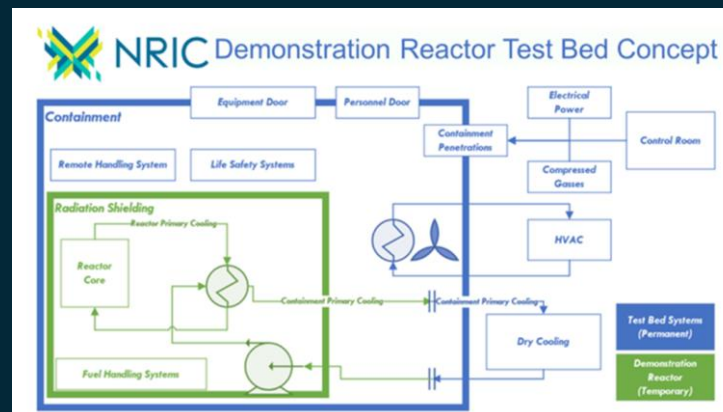 NRIC Demonstration Reactor Test Bed Concept
Equipment Door
Personnel Door
Electrical
Power
Containment
Containment
Penetrations
Control Room
Remote Handling System
Life Safety Systems
Compressed
Gasses
Radiation Shielding
Reactor Primary Cooling
Reactor
Core
HVAC
Containment Primary Cooling
Containment Primary Cooling
Dry Cooling
Test Bed Systems
(Permanent)
Fuel Handling Systems
Demonstration
Reactor
(Temporary)